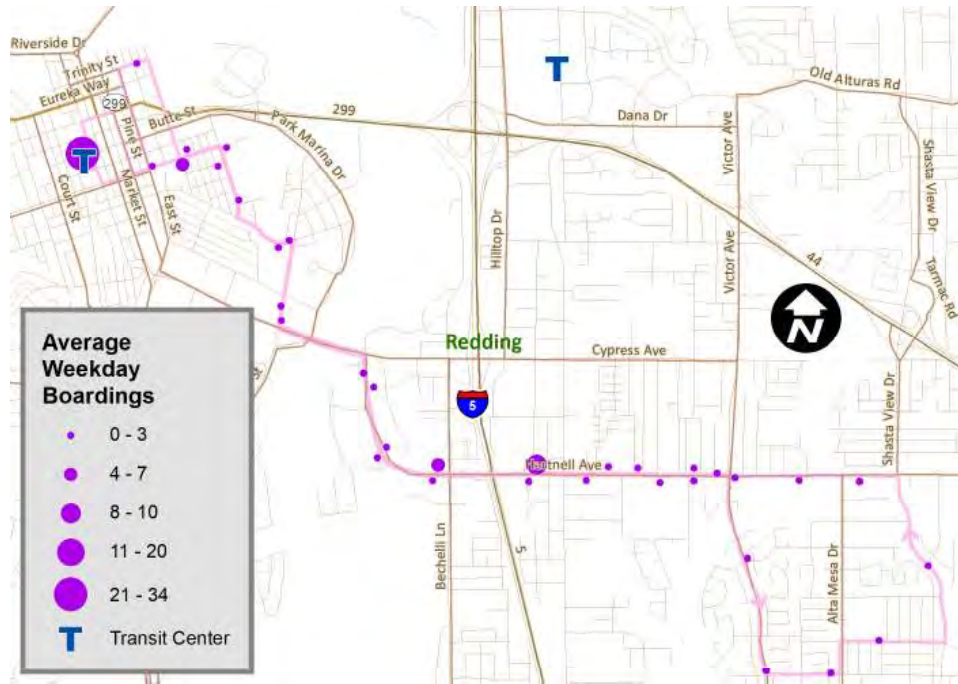 Riverside Dr
Trinity St
Eureka Way
299
Butte St
Pine St
Market St
Court St
East St
Park Marina Dr
299
Dana Dr
Old Alturas Rd
Victor Ave
Shasta View Dr
Hilltop Dr
Victor Ave
44
Tarmac Rd
N
Redding
Cypress Ave
5
Shasta View Dr
Hartnell Ave
Bechelli Ln
5
Alta Mesa Dr
St
Average
Weekday
Boardings
0 - 3
4 - 7
8 - 10
11 - 20
21 - 34
T Transit Center
T
T